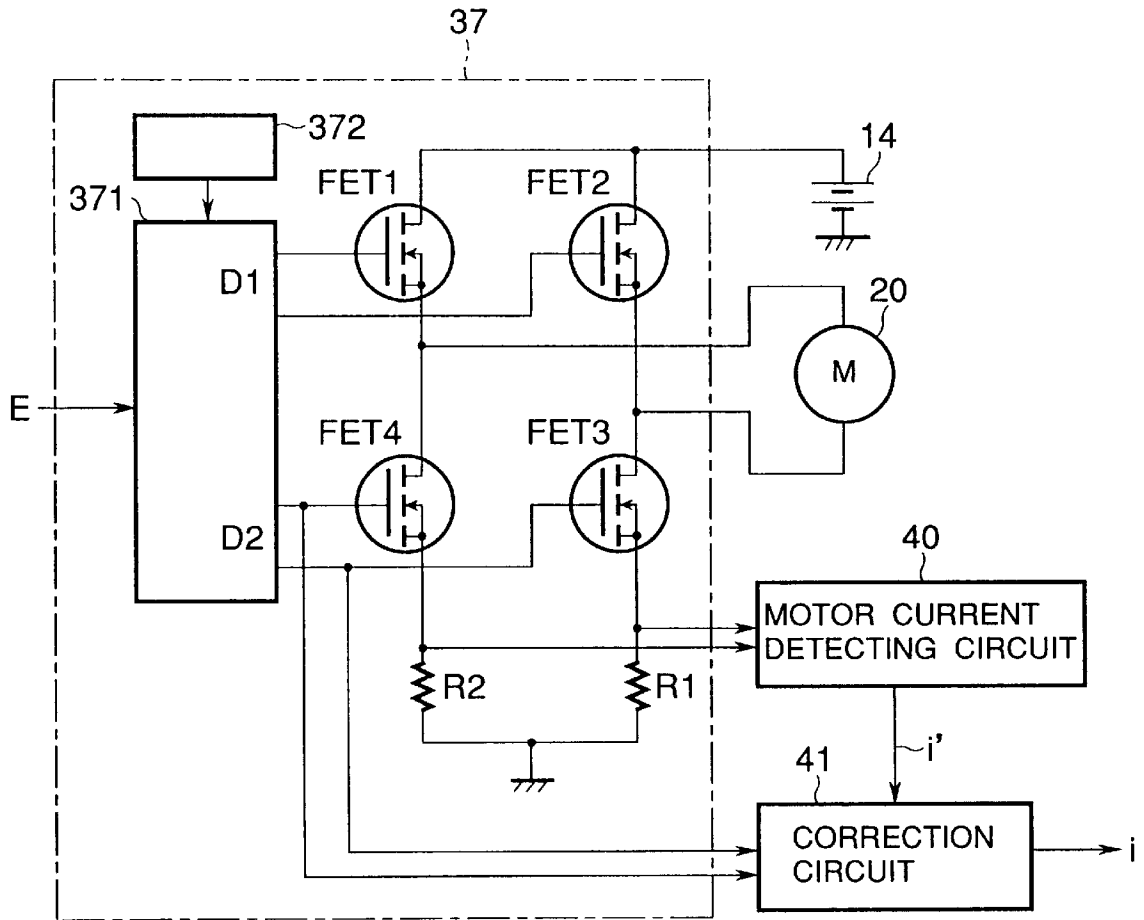 37
372
14
FET1
FET2
371
D1
20
M
E
FET4
FET3
D2
40
MOTOR CURRENT
DETECTING CIRCUIT
R2
R1
i'
41
CORRECTION
CIRCUIT
i